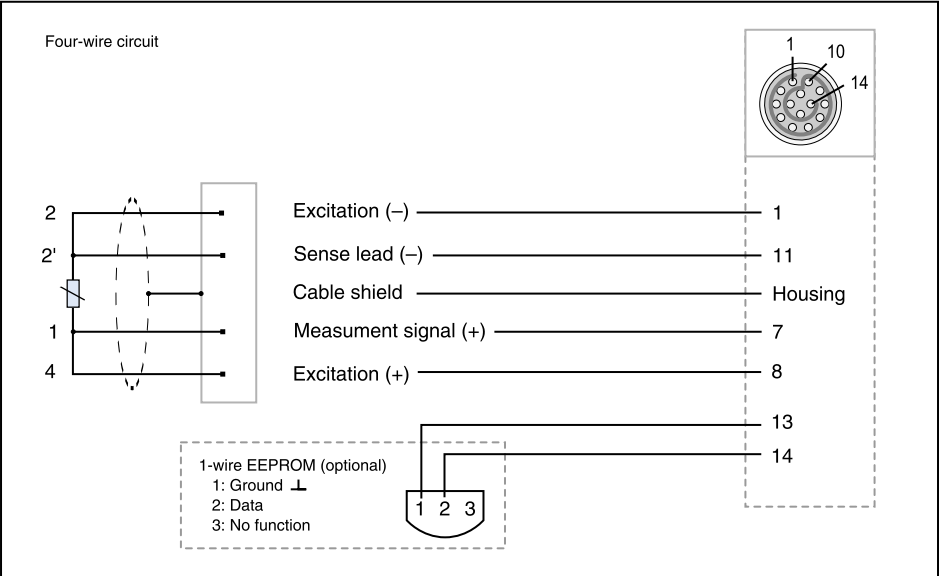 Four-wire circuit
1
10
14
2 Excitation (–) 1
2' Sense lead (–) 11
Cable shield Housing
1 Measument signal (+) 7
4 Excitation (+) 8
13
14
1-wire EEPROM (optional)
1: Ground
2: Data
3: No function
1 2 3